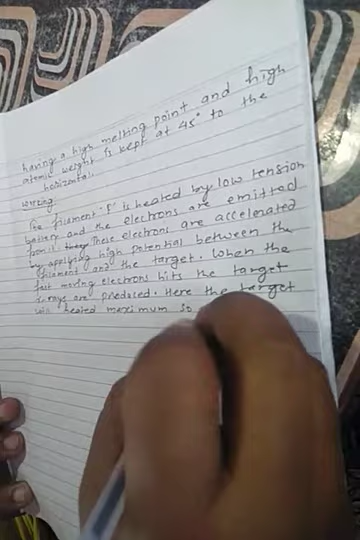 having a high melting point and high
atomic weight is kept at 45° to the
horizontal.
working
The filament 'F' is heated by low tension
battery and the electrons are emitted
from it. These electrons are accelerated
by applying high potential between the
filament and the target. When the
fast moving electrons hits the target
x-rays are produced. Here the target
will heated maximum so